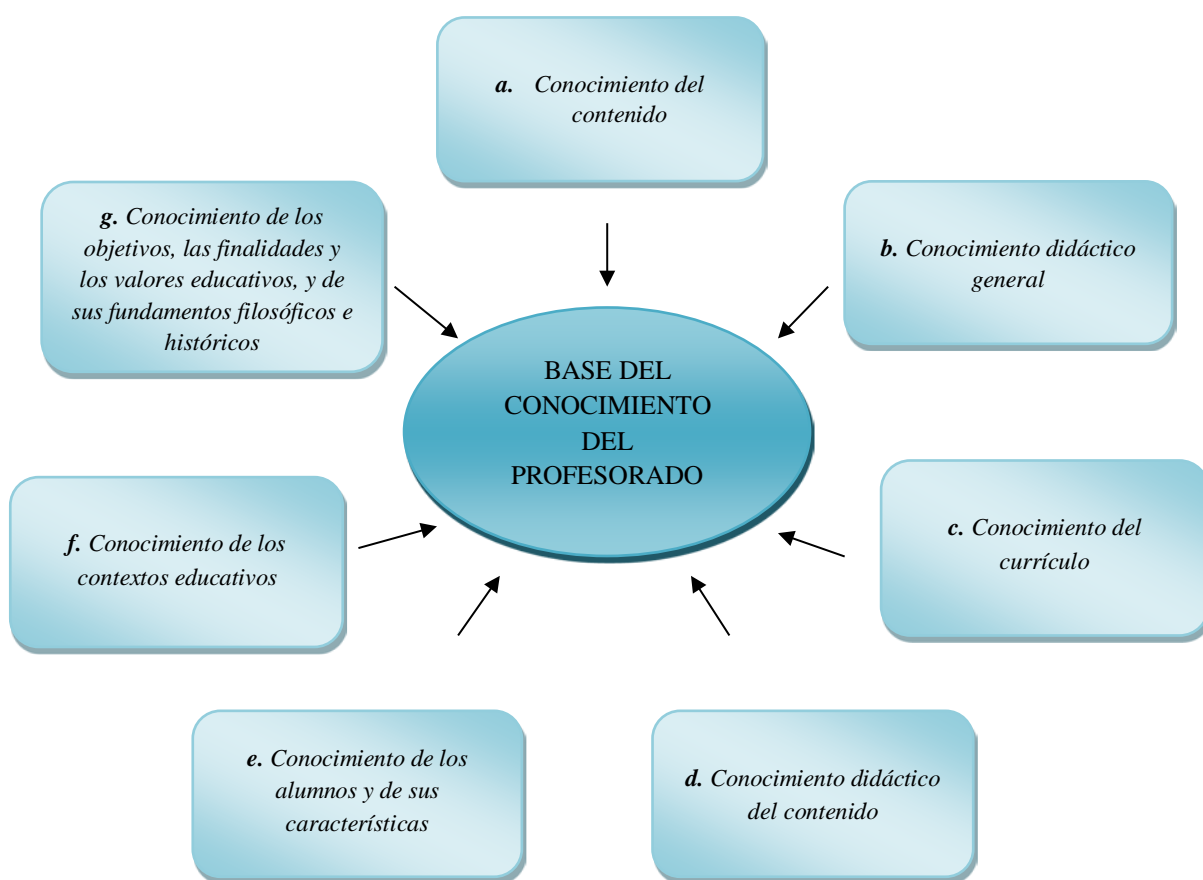 a. Conocimiento del
contenido
b. Conocimiento didáctico
general
c. Conocimiento del
currículo
d. Conocimiento didáctico
del contenido
e. Conocimiento de los
alumnos y de sus
características
f. Conocimiento de los
contextos educativos
g. Conocimiento de los
objetivos, las finalidades y
los valores educativos, y de
sus fundamentos filosóficos e
históricos
BASE DEL
CONOCIMIENTO
DEL
PROFESORADO